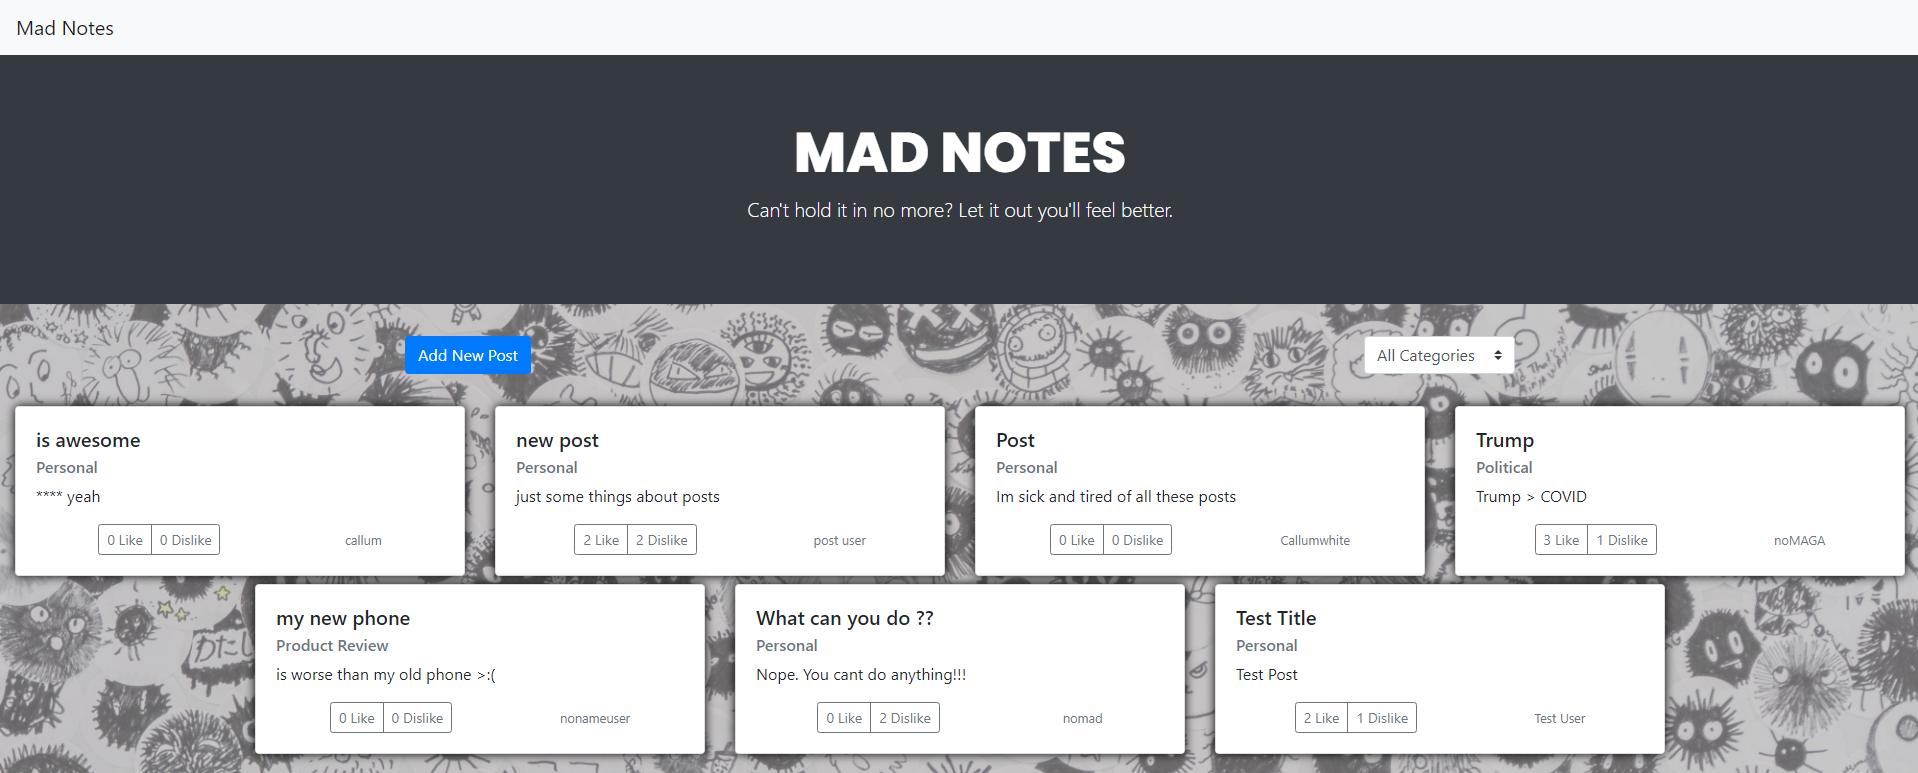 Mad Notes
MAD NOTES
Can't hold it in no more? Let it out you'll feel better.
Add New Post
All Categories
is awesome
Personal
**** yeah
0 Like 0 Dislike callum
new post
Personal
just some things about posts
2 Like 2 Dislike post user
Post
Personal
Im sick and tired of all these posts
0 Like 0 Dislike Callumwhite
Trump
Political
Trump > COVID
3 Like 1 Dislike noMAGA
my new phone
Product Review
is worse than my old phone >:(
0 Like 0 Dislike nonameuser
What can you do ??
Personal
Nope. You cant do anything!!!
0 Like 2 Dislike nomad
Test Title
Personal
Test Post
2 Like 1 Dislike Test User
わたし